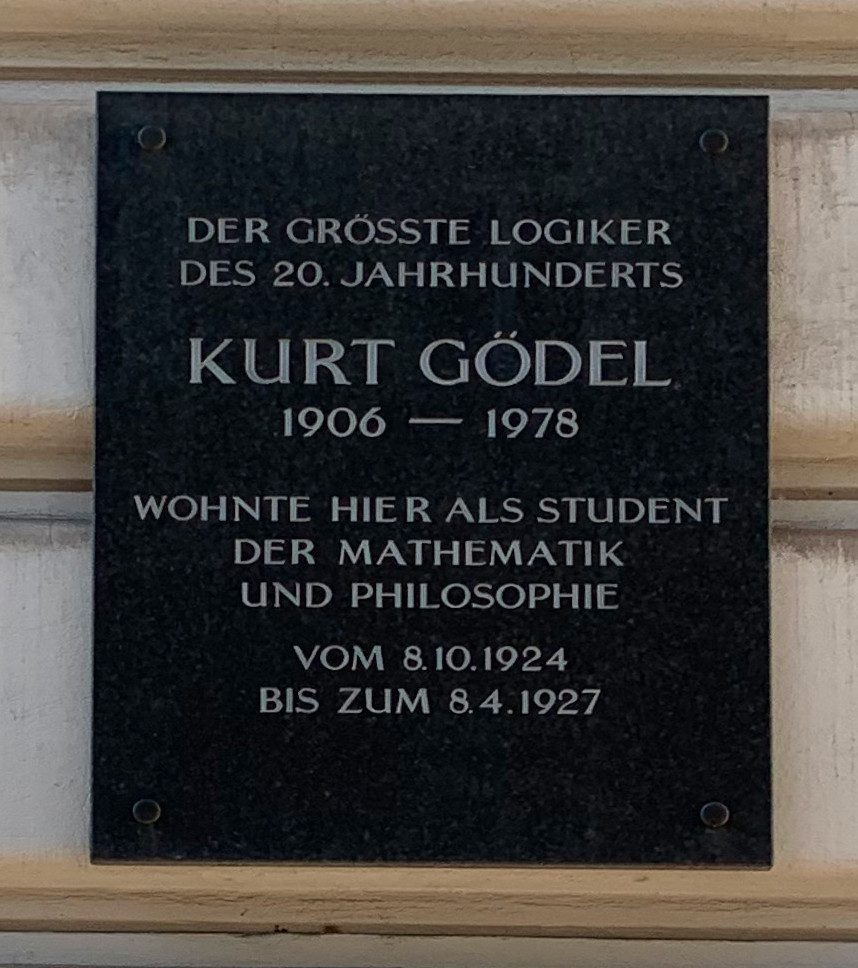 DER GRÖSSTE LOGIKER
DES 20. JAHRHUNDERTS
KURT GÖDEL
1906 — 1978
WOHNTE HIER ALS STUDENT
DER MATHEMATIK
UND PHILOSOPHIE
VOM 8.10.1924
BIS ZUM 8.4.1927